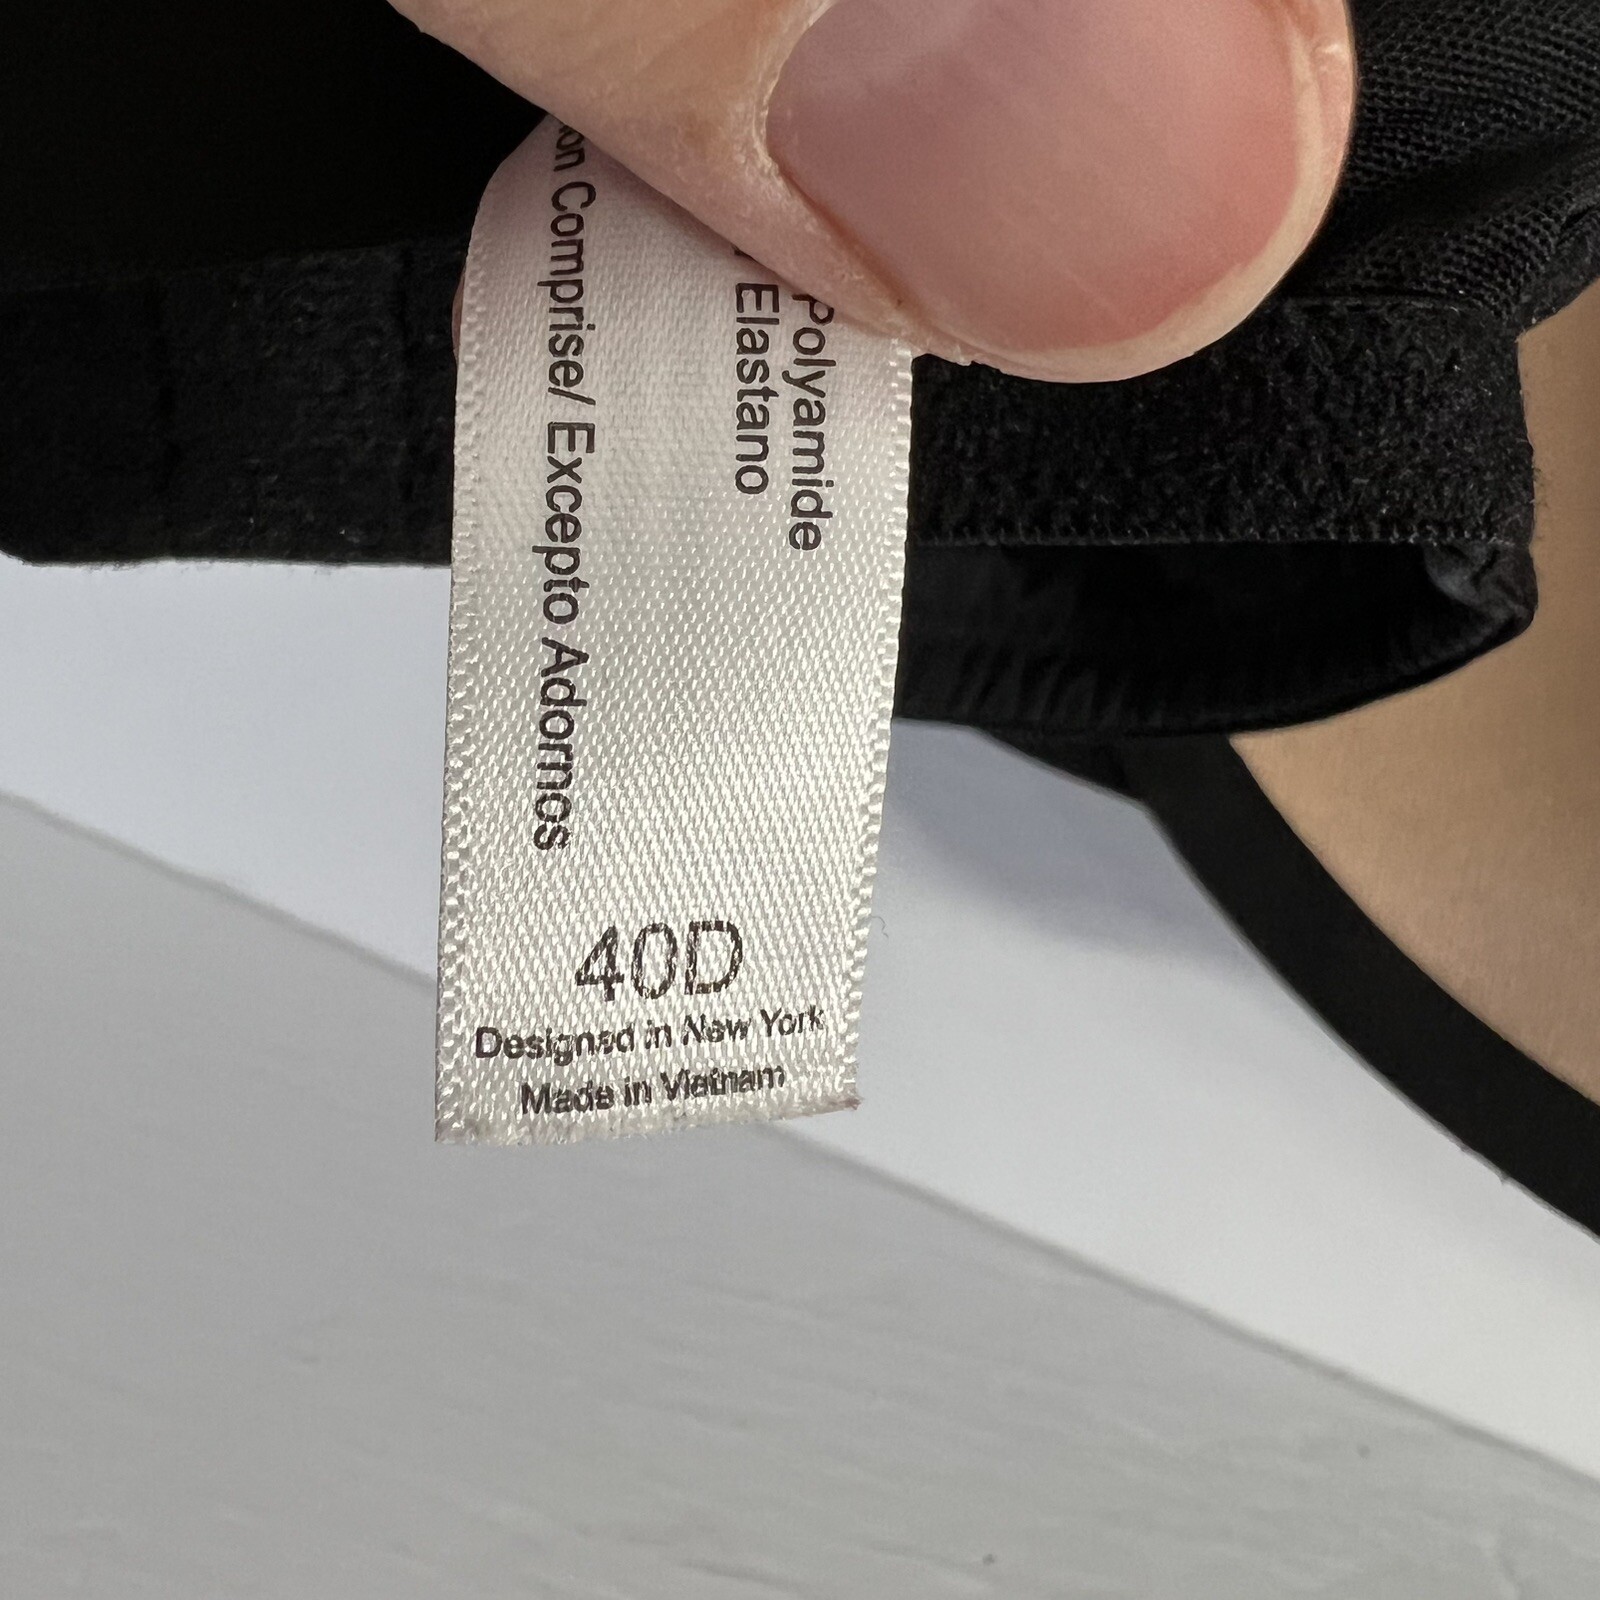 Polyamide
Elastano
Comprise/ Excepto Adornos
40D
Designed in New York
Made in Vietnam